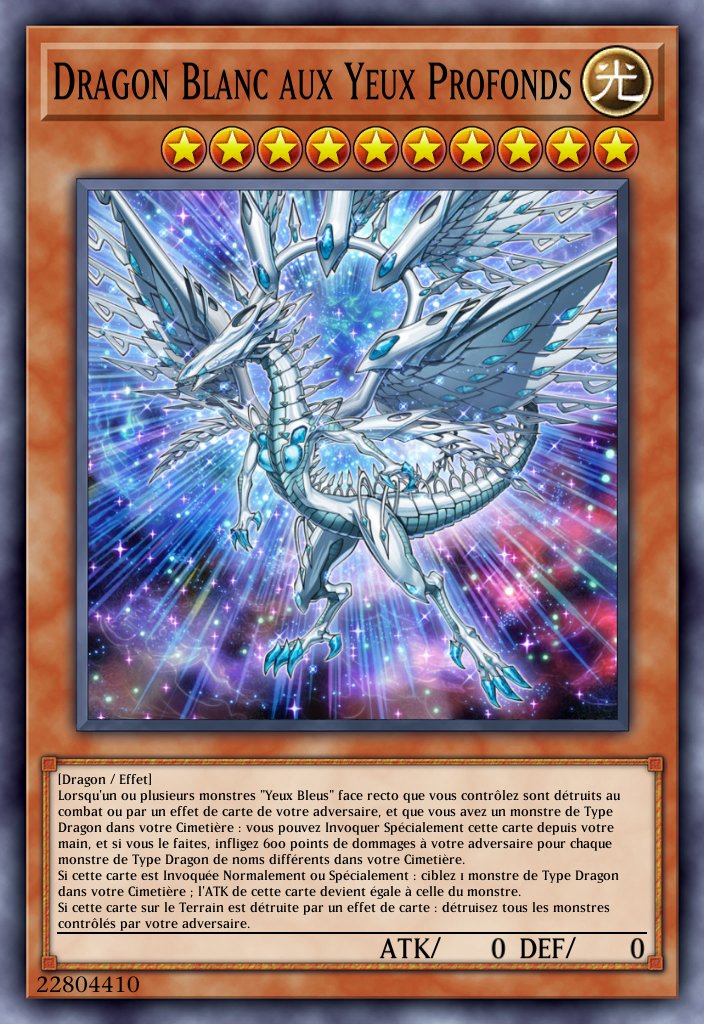 Dragon Blanc aux Yeux Profonds 光
[Dragon / Effet]
Lorsqu'un ou plusieurs monstres "Yeux Bleus" face recto que vous contrôlez sont détruits au
combat ou par un effet de carte de votre adversaire, et que vous avez un monstre de Type
Dragon dans votre Cimetière : vous pouvez Invoquer Spécialement cette carte depuis votre
main, et si vous le faites, infligez 600 points de dommages à votre adversaire pour chaque
monstre de Type Dragon de noms différents dans votre Cimetière.
Si cette carte est Invoquée Normalement ou Spécialement : ciblez 1 monstre de Type Dragon
dans votre Cimetière ; l'ATK de cette carte devient égale à celle du monstre.
Si cette carte sur le Terrain est détruite par un effet de carte : détruisez tous les monstres
contrôlés par votre adversaire.
ATK/ 0 DEF/ 0
22804410